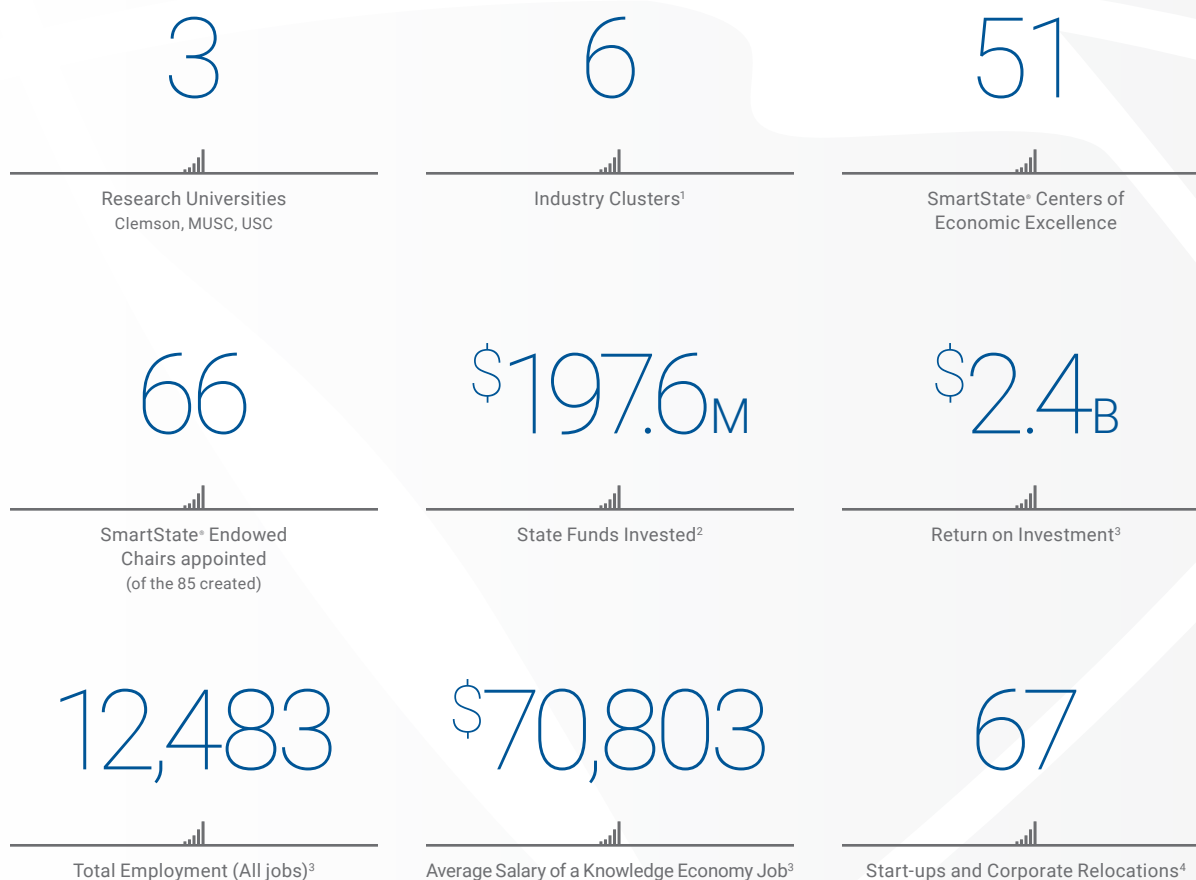 3
6
51
Research Universities
Clemson, MUSC, USC
Industry Clusters¹
SmartState® Centers of
Economic Excellence
66
$197.6M
$2.4B
SmartState® Endowed
Chairs appointed
(of the 85 created)
State Funds Invested²
Return on Investment³
12,483
$70,803
67
Total Employment (All jobs)³
Average Salary of a Knowledge Economy Job³
Start-ups and Corporate Relocations⁴